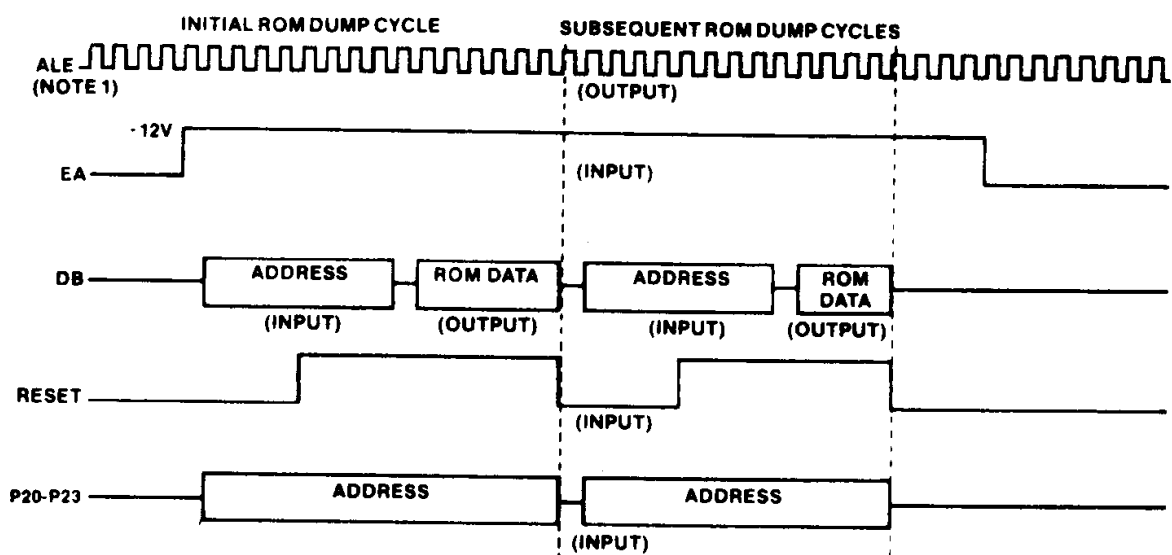 INITIAL ROM DUMP CYCLE
SUBSEQUENT ROM DUMP CYCLES
ALE
(NOTE 1)
(OUTPUT)
-12V
EA
(INPUT)
DB
ADDRESS
ROM DATA
ADDRESS
ROM
DATA
(INPUT)
(OUTPUT)
(INPUT)
(OUTPUT)
RESET
(INPUT)
P20-P23
ADDRESS
ADDRESS
(INPUT)